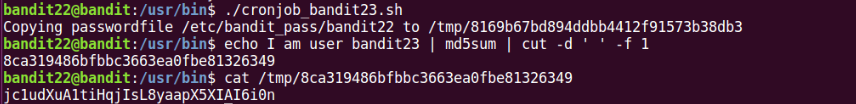 bandit22@bandit:/usr/bin$ ./cronjob_bandit23.sh
Copying passwordfile /etc/bandit_pass/bandit22 to /tmp/8169b67bd894ddbb4412f91573b38db3
bandit22@bandit:/usr/bin$ echo I am user bandit23 | md5sum | cut -d ' ' -f 1
8ca319486bfbbc3663ea0fbe81326349
bandit22@bandit:/usr/bin$ cat /tmp/8ca319486bfbbc3663ea0fbe81326349
jc1udXuA1tiHqjIsL8yaapX5XIAI6i0n